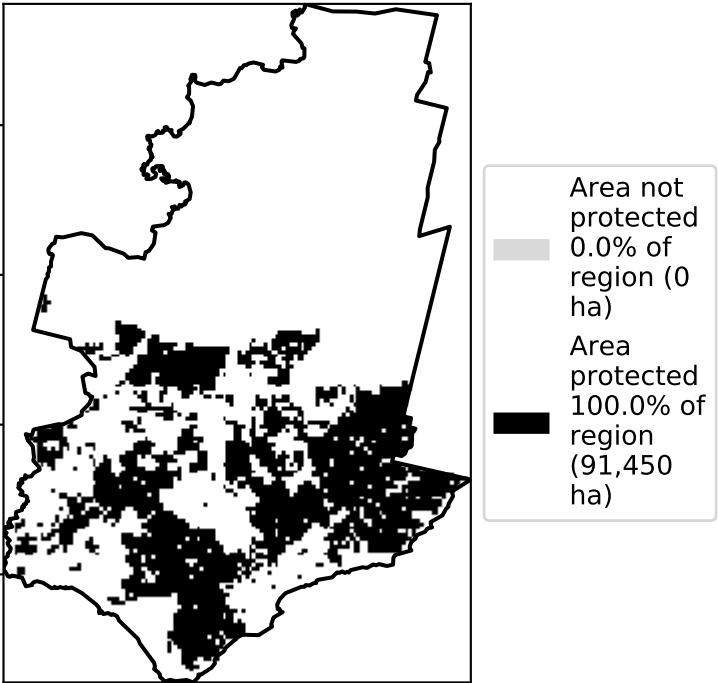 Area not
protected
0.0% of
region (0
ha)
Area
protected
100.0% of
region
(91,450
ha)